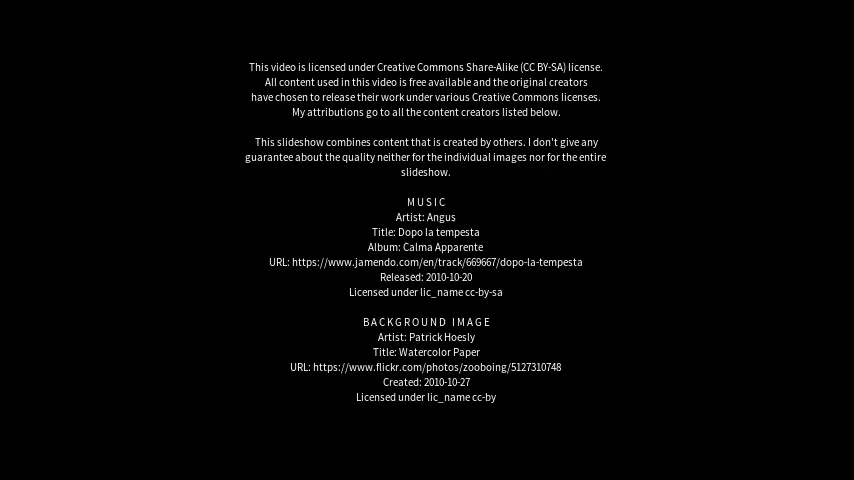 This video is licensed under Creative Commons Share-Alike (CC BY-SA) license.
All content used in this video is free available and the original creators
have chosen to release their work under various Creative Commons licenses.
My attributions go to all the content creators listed below.
This slideshow combines content that is created by others. I don't give any
guarantee about the quality neither for the individual images nor for the entire
slideshow.
MUSIC
Artist: Angus
Title: Dopo la tempesta
Album: Calma Apparente
URL: https://www.jamendo.com/en/track/669667/dopo-la-tempesta
Released: 2010-10-20
Licensed under lic_name cc-by-sa
BACKGROUND IMAGE
Artist: Patrick Hoesly
Title: Watercolor Paper
URL: https://www.flickr.com/photos/zooboing/5127310748
Created: 2010-10-27
Licensed under lic_name cc-by